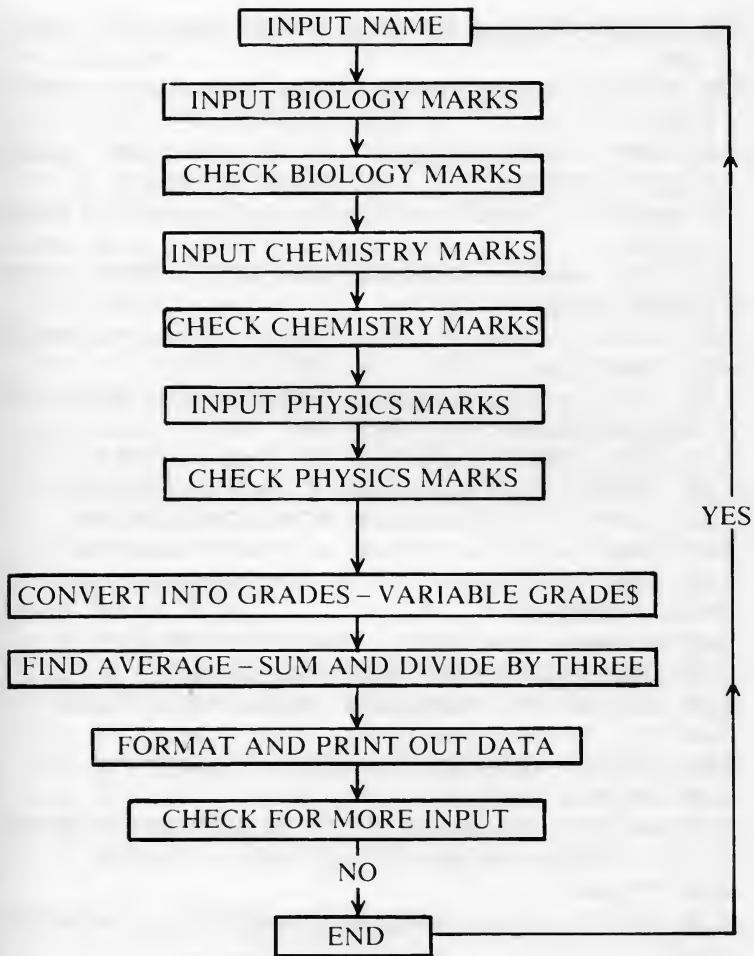 INPUT NAME
INPUT BIOLOGY MARKS
CHECK BIOLOGY MARKS
INPUT CHEMISTRY MARKS
CHECK CHEMISTRY MARKS
INPUT PHYSICS MARKS
CHECK PHYSICS MARKS
YES
CONVERT INTO GRADES – VARIABLE GRADE$
FIND AVERAGE – SUM AND DIVIDE BY THREE
FORMAT AND PRINT OUT DATA
CHECK FOR MORE INPUT
NO
END